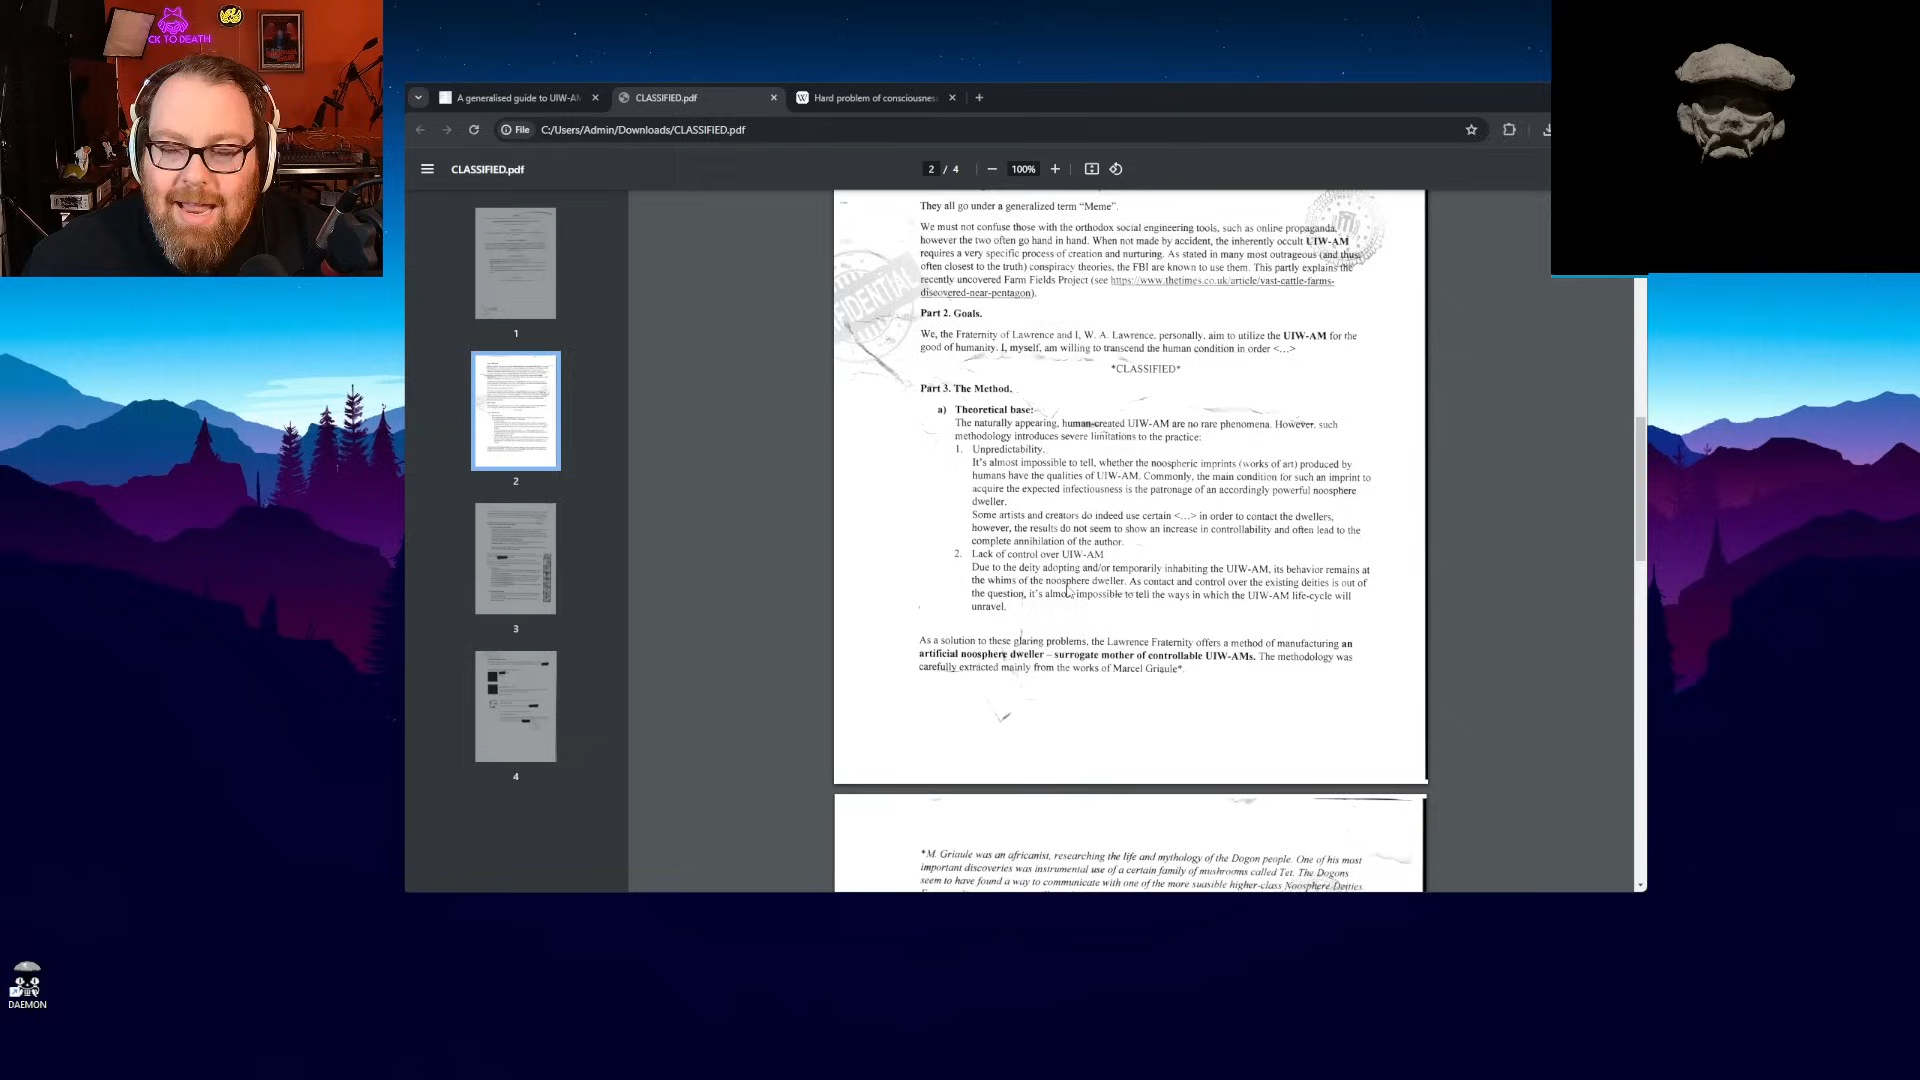 CK TO DEATH
A generalised guide to UIW-AM
CLASSIFIED.pdf
Hard problem of consciousness
File
C:/Users/Admin/Downloads/CLASSIFIED.pdf
CLASSIFIED.pdf
2 / 4
100%
1
2
3
4
They all go under a generalized term “Meme”.
We must not confuse those with the orthodox social engineering tools, such as online propaganda,
however the two often go hand in hand. When not made by accident, the inherently occult UIW-AM
requires a very specific process of creation and nurturing. As stated in many most outrageous (and thus
often closest to the truth) conspiracy theories, the FBI are known to use them. This partly explains the
recently uncovered Farm Fields Project (see https://www.thetimes.co.uk/article/vast-cattle-farms-
discovered-near-pentagon).
FIDENTIAL
Part 2. Goals.
We, the Fraternity of Lawrence and I, W. A. Lawrence, personally, aim to utilize the UIW-AM for the
good of humanity. I, myself, am willing to transcend the human condition in order <...>
*CLASSIFIED*
Part 3. The Method.
a) Theoretical base:
The naturally appearing, human-created UIW-AM are no rare phenomena. However, such
methodology introduces severe limitations to the practice:
1. Unpredictability.
It's almost impossible to tell, whether the noospheric imprints (works of art) produced by
humans have the qualities of UIW-AM. Commonly, the main condition for such an imprint to
acquire the expected infectiousness is the patronage of an accordingly powerful noosphere
dweller.
Some artists and creators do indeed use certain <...> in order to contact the dwellers,
however, the results do not seem to show an increase in controllability and often lead to the
complete annihilation of the author.
2. Lack of control over UIW-AM
Due to the deity adopting and/or temporarily inhabiting the UIW-AM, its behavior remains at
the whims of the noosphere dweller. As contact and control over the existing deities is out of
the question, it's almost impossible to tell the ways in which the UIW-AM life-cycle will
unravel.
As a solution to these glaring problems, the Lawrence Fraternity offers a method of manufacturing an
artificial noosphere dweller – surrogate mother of controllable UIW-AMs. The methodology was
carefully extracted mainly from the works of Marcel Griaule*.
*M. Griaule was an africanist, researching the life and mythology of the Dogon people. One of his most
important discoveries was instrumental use of a certain family of mushrooms called Tet. The Dogons
seem to have found a way to communicate with one of the more suasible higher-class Noosphere Deities.
DAEMON